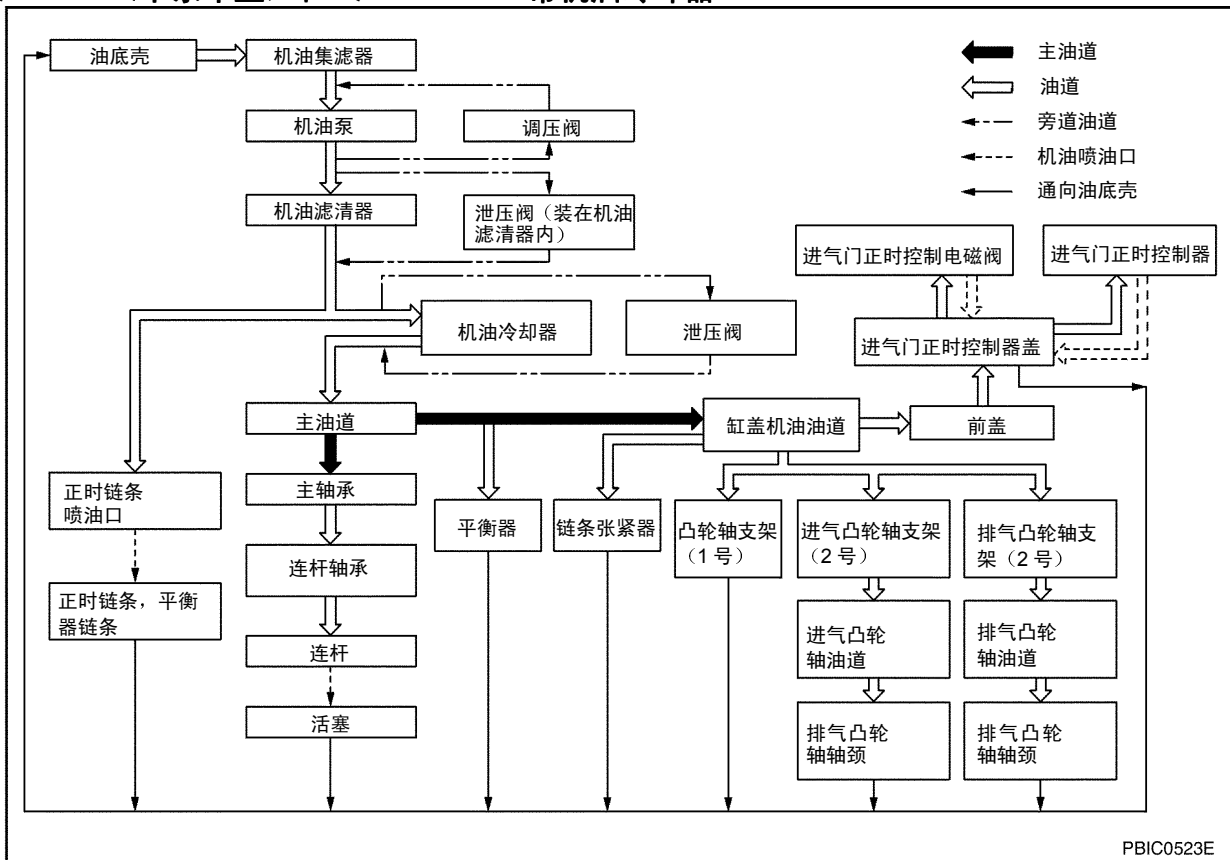 油底壳
机油集滤器
主油道
油道
旁道油道
机油喷油口
通向油底壳
机油泵
调压阀
机油滤清器
泄压阀（装在机油
滤清器内）
进气门正时控制电磁阀
进气门正时控制器
机油冷却器
泄压阀
进气门正时控制器盖
主油道
缸盖机油油道
前盖
正时链条
喷油口
主轴承
平衡器
链条张紧器
凸轮轴支架
（1 号）
进气凸轮轴支架
（2 号）
排气凸轮轴支
架（2 号）
连杆轴承
正时链条，平衡
器链条
连杆
进气凸轮
轴油道
排气凸轮
轴油道
活塞
排气凸轮
轴轴颈
排气凸轮
轴轴颈
PBIC0523E